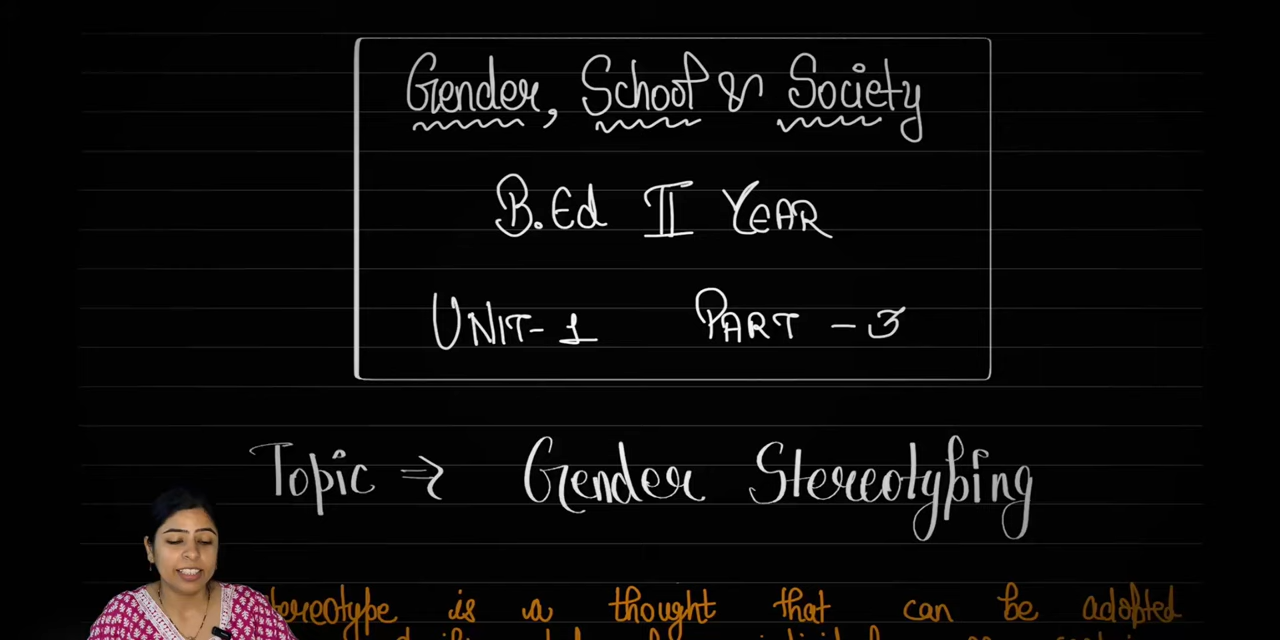 Gender, School & Society
B.Ed II YEAR
UNIT-1 PART-3
Topic ⇒ Gender Stereotyping
is a thought that can be adopted